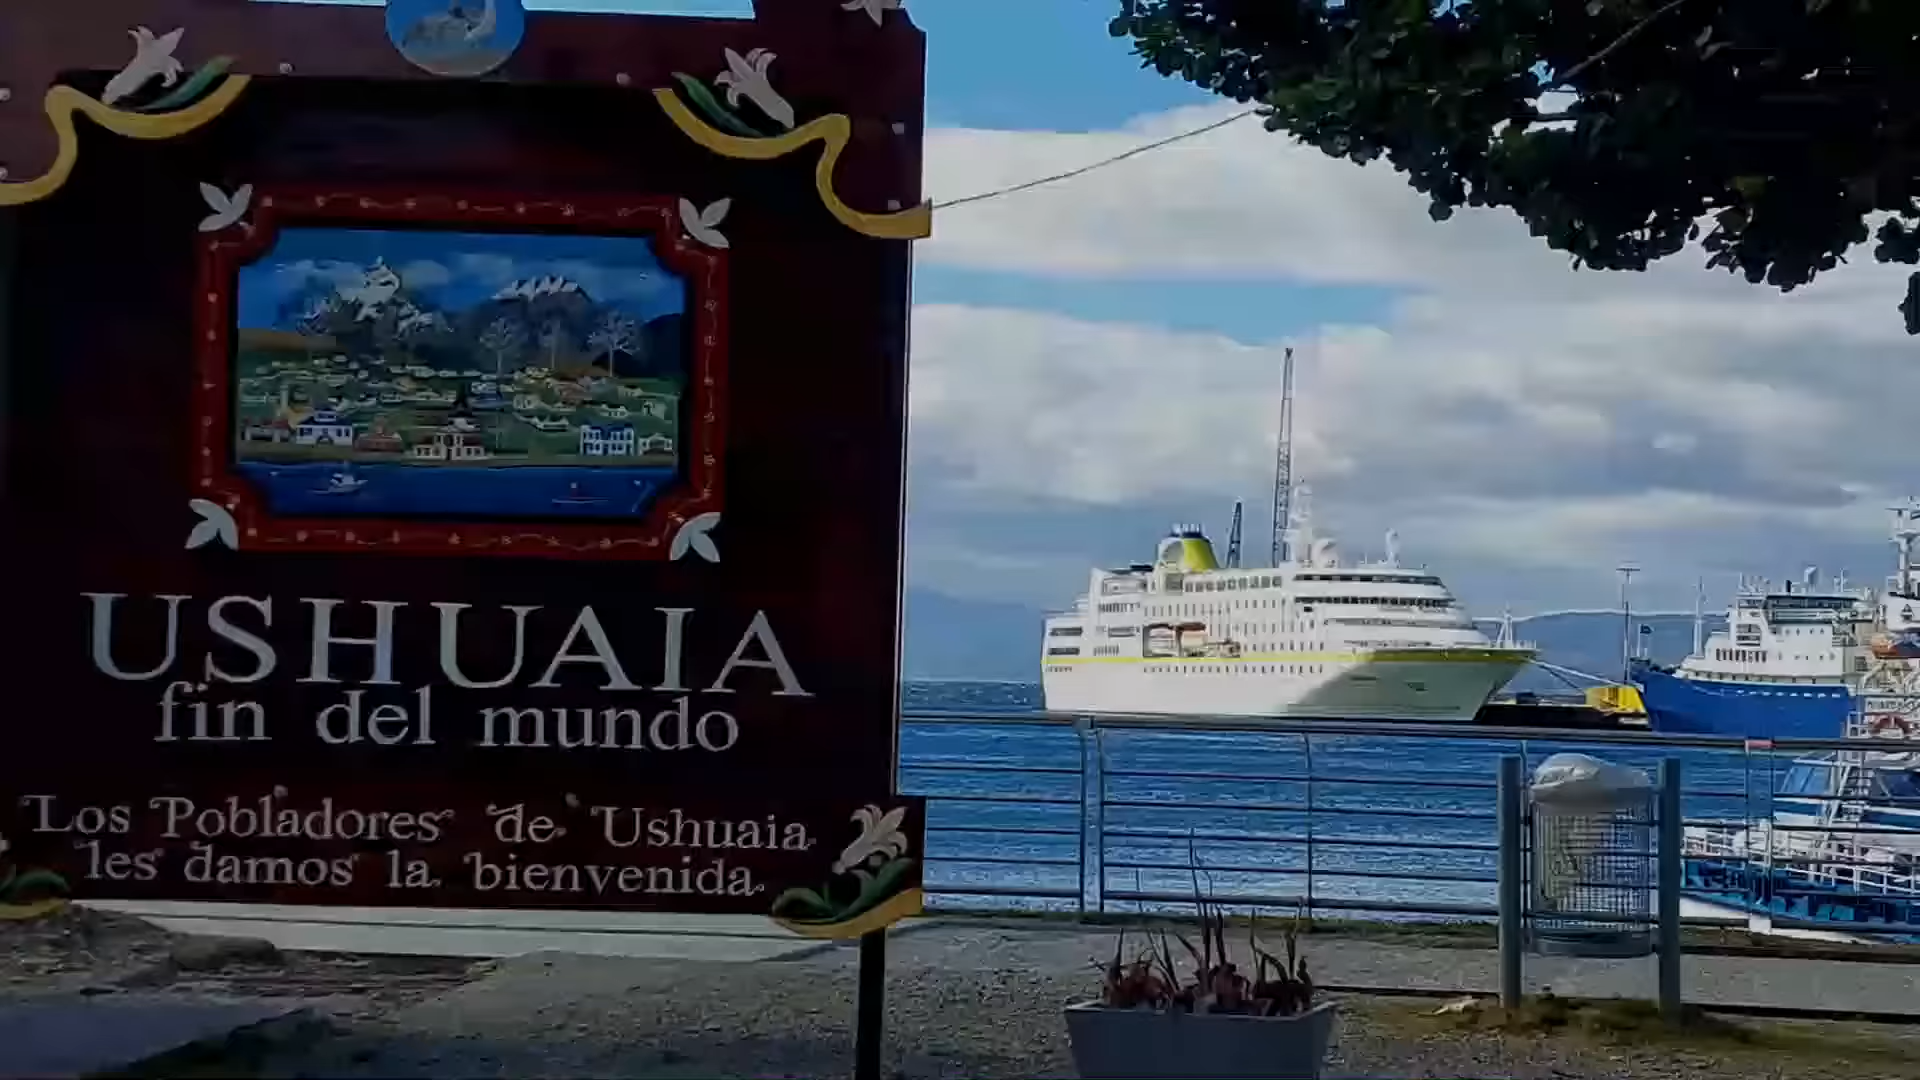 USHUAIA
fin del mundo
Los Pobladores de Ushuaia
les damos la bienvenida.